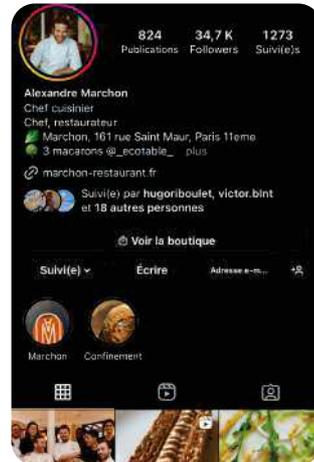 824 34,7 K 1273
Publications Followers Suivi(e)s
Alexandre Marchon
Chef cuisinier
Chef, restaurateur
Marchon, 161 rue Saint Maur, Paris 11eme
3 macarons @_ecotable_ plus
marchon-restaurant.fr
Suivi(e) par hugoriboulet, victor.blnt
et 18 autres personnes
Voir la boutique
Suivi(e) Écrire Adresse e-m...
Marchon Confinement